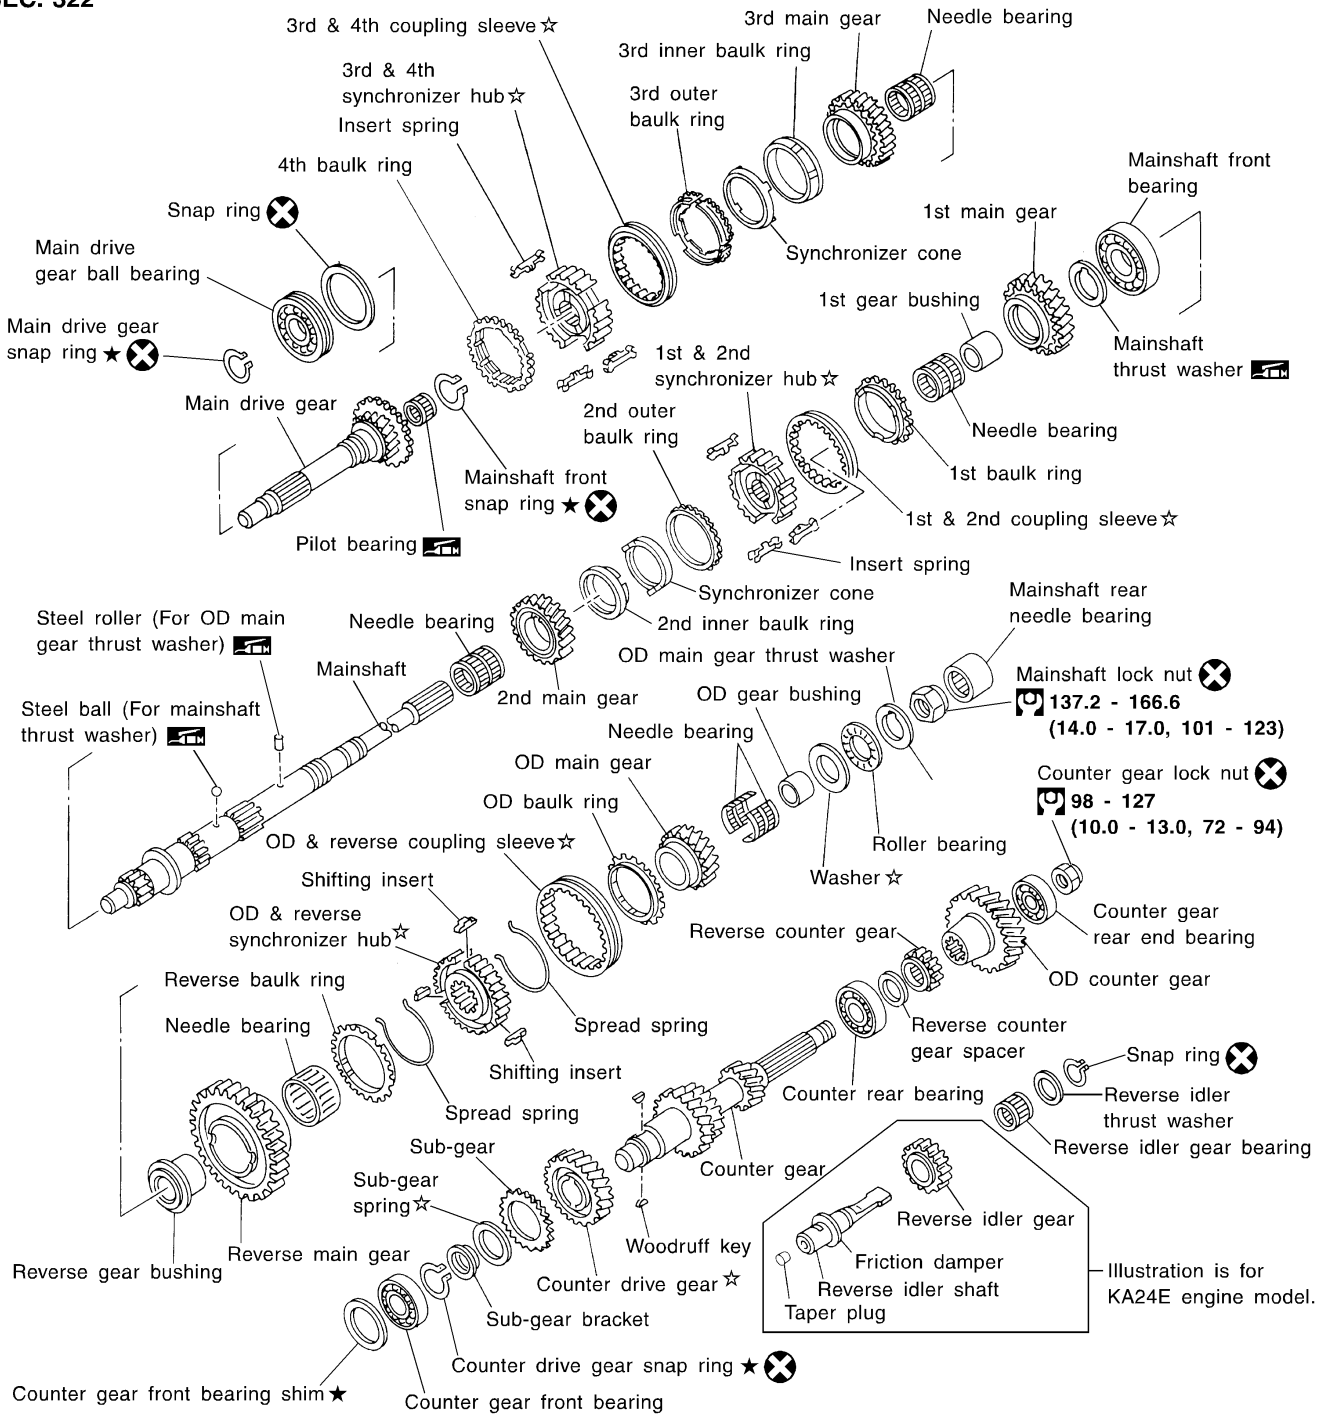 SEC. 322
3rd & 4th coupling sleeve☆
3rd main gear
Needle bearing
3rd inner baulk ring
3rd & 4th
synchronizer hub☆
3rd outer
baulk ring
Insert spring
4th baulk ring
Mainshaft front
bearing
Snap ring
1st main gear
Main drive
gear ball bearing
Synchronizer cone
1st gear bushing
Main drive gear
snap ring★
Mainshaft
thrust washer
1st & 2nd
synchronizer hub☆
Main drive gear
2nd outer
baulk ring
Needle bearing
Mainshaft front
snap ring★
1st baulk ring
1st & 2nd coupling sleeve☆
Pilot bearing
Insert spring
Synchronizer cone
Mainshaft rear
needle bearing
Steel roller (For OD main
gear thrust washer)
Needle bearing
2nd inner baulk ring
OD main gear thrust washer
Mainshaft
Mainshaft lock nut
137.2 - 166.6
(14.0 - 17.0, 101 - 123)
2nd main gear
OD gear bushing
Steel ball (For mainshaft
thrust washer)
Needle bearing
OD main gear
Counter gear lock nut
98 - 127
(10.0 - 13.0, 72 - 94)
OD baulk ring
OD & reverse coupling sleeve☆
Roller bearing
Washer☆
Shifting insert
OD & reverse
synchronizer hub☆
Counter gear
rear end bearing
Reverse counter gear
Reverse baulk ring
OD counter gear
Needle bearing
Spread spring
Reverse counter
gear spacer
Snap ring
Shifting insert
Counter rear bearing
Reverse idler
thrust washer
Spread spring
Reverse idler gear bearing
Sub-gear
Counter gear
Sub-gear
spring☆
Reverse idler gear
Woodruff key
Reverse main gear
Friction damper
Reverse gear bushing
Counter drive gear☆
Reverse idler shaft
Illustration is for
KA24E engine model.
Taper plug
Sub-gear bracket
Counter drive gear snap ring★
Counter gear front bearing shim★
Counter gear front bearing